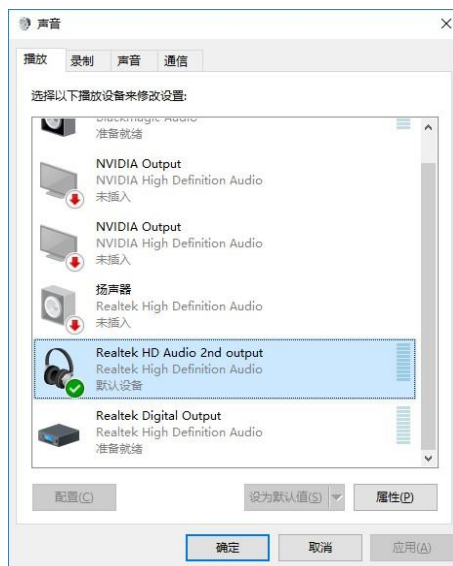 声音
播放 录制 声音 通信
选择以下播放设备来修改设置:
Blackmagic Audio
准备就绪
NVIDIA Output
NVIDIA High Definition Audio
未插入
NVIDIA Output
NVIDIA High Definition Audio
未插入
扬声器
Realtek High Definition Audio
未插入
Realtek HD Audio 2nd output
Realtek High Definition Audio
默认设备
Realtek Digital Output
Realtek High Definition Audio
准备就绪
配置(C) 设为默认值(S) 属性(P)
确定 取消 应用(A)